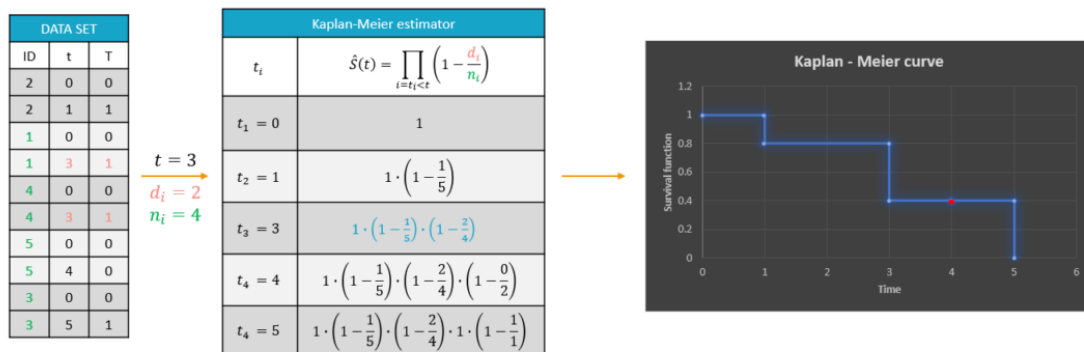 DATA SET
ID t T
2 0 0
2 1 1
1 0 0
1 3 1
4 0 0
4 3 1
5 0 0
5 4 0
3 0 0
3 5 1
t = 3
d_i = 2
n_i = 4
Kaplan-Meier estimator
t_i Ŝ(t) = ∏_{i=t_i<t} (1 − d_i/n_i)
t_1 = 0 1
t_2 = 1 1 · (1 − 1/5)
t_3 = 3 1 · (1 − 1/5) · (1 − 2/4)
t_4 = 4 1 · (1 − 1/5) · (1 − 2/4) · (1 − 0/2)
t_4 = 5 1 · (1 − 1/5) · (1 − 2/4) · 1 · (1 − 1/1)
Kaplan - Meier curve
Survival function
1.2
1
0.8
0.6
0.4
0.2
0
0 1 2 3 4 5 6
Time